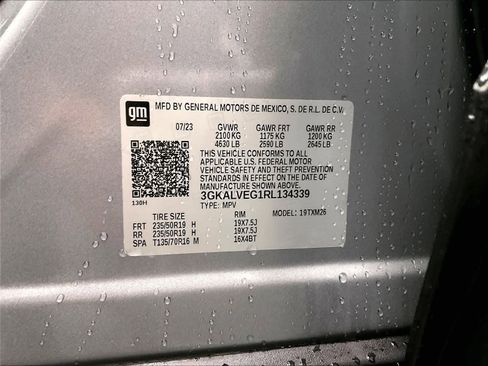 gm
MFD BY GENERAL MOTORS DE MEXICO, S. DE R.L. DE C.V.
07/23 GVWR GAWR FRT GAWR RR
2100 KG 1175 KG 1200 KG
4630 LB 2590 LB 2645 LB
THIS VEHICLE CONFORMS TO ALL
APPLICABLE U.S. FEDERAL MOTOR
VEHICLE SAFETY AND THEFT PREVENTION
STANDARDS IN EFFECT ON THE DATE OF
MANUFACTURE SHOWN ABOVE.
3GKALVEG1RL134339
130H TYPE: MPV MODEL: 19TXM26
TIRE SIZE RIM
FRT 235/50R19 H 19X7.5J
RR 235/50R19 H 19X7.5J
SPA T135/70R16 M 16X4BT